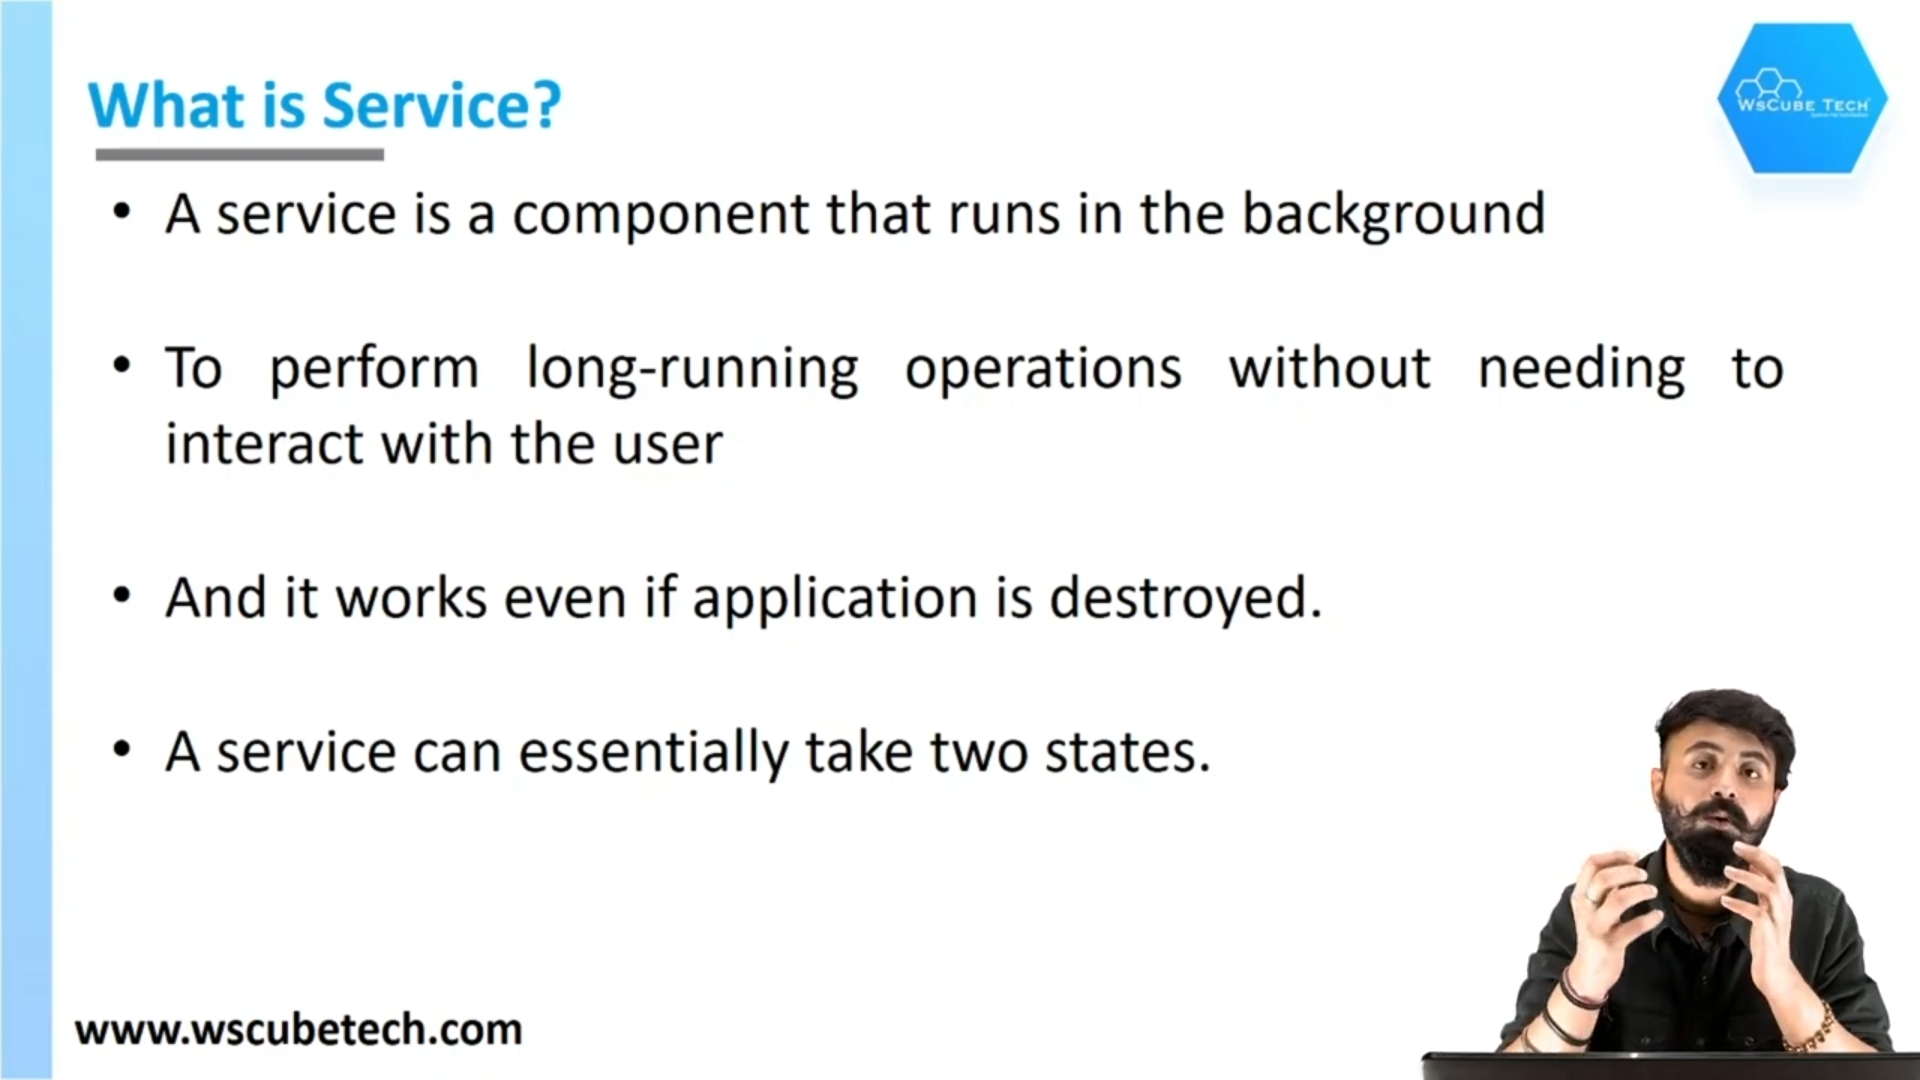 What is Service?
WSCUBE TECH
• A service is a component that runs in the background
• To perform long-running operations without needing to
interact with the user
• And it works even if application is destroyed.
• A service can essentially take two states.
www.wscubetech.com